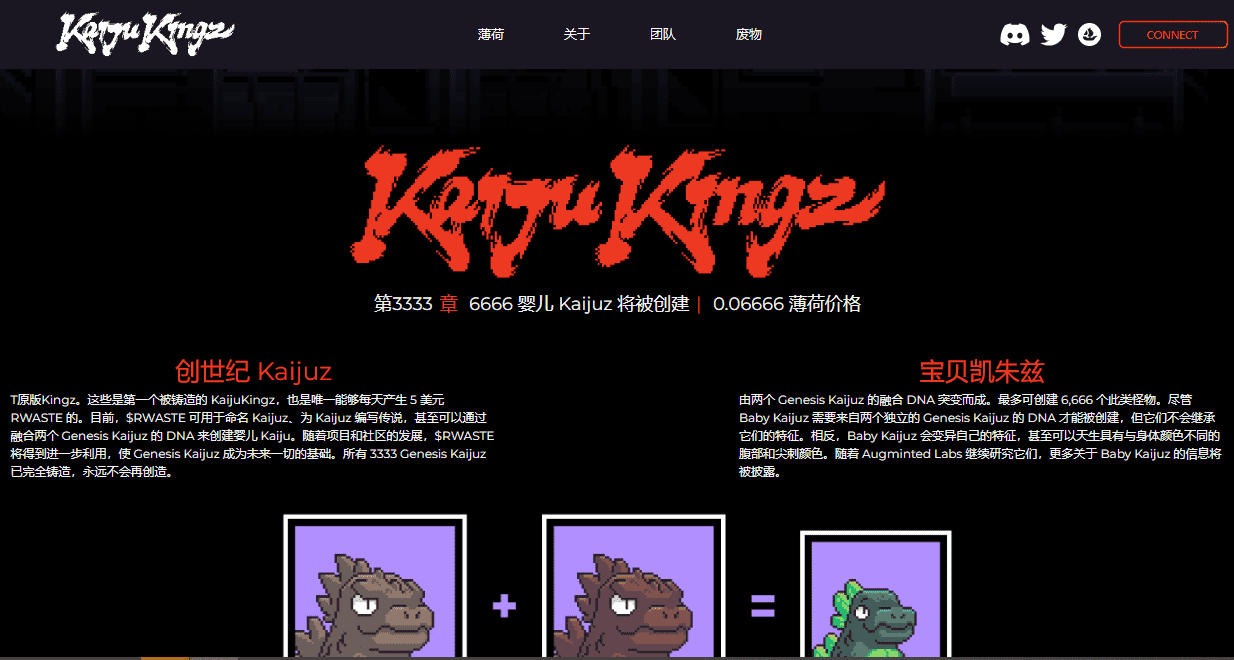 Kaiju Kingz
薄荷 关于 团队 废物
CONNECT
Kaiju Kingz
第3333 章 6666 婴儿 Kaijuz 将被创建 | 0.06666 薄荷价格
创世纪 Kaijuz
T原版Kingz。这些是第一个被铸造的 KaijuKingz，也是唯一能够每天产生 5 美元
RWASTE 的。目前，$RWASTE 可用于命名 Kaijuz、为 Kaijuz 编写传说，甚至可以通过
融合两个 Genesis Kaijuz 的 DNA 来创建婴儿 Kaiju。随着项目和社区的发展，$RWASTE
将得到进一步利用，使 Genesis Kaijuz 成为未来一切的基础。所有 3333 Genesis Kaijuz
已完全铸造，永远不会再创造。
宝贝凯朱兹
由两个 Genesis Kaijuz 的融合 DNA 突变而成。最多可创建 6,666 个此类怪物。尽管
Baby Kaijuz 需要来自两个独立的 Genesis Kaijuz 的 DNA 才能被创建，但它们不会继承
它们的特征。相反，Baby Kaijuz 会变异自己的特征，甚至可以天生具有与身体颜色不同的
腹部和尖刺颜色。随着 Augminted Labs 继续研究它们，更多关于 Baby Kaijuz 的信息将
被披露。
+ =